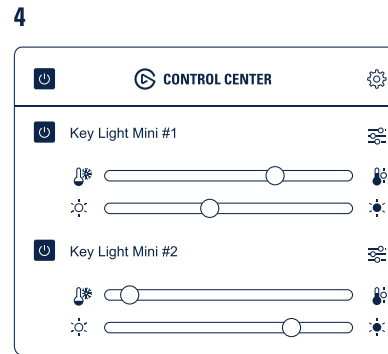 4
CONTROL CENTER
Key Light Mini #1
Key Light Mini #2